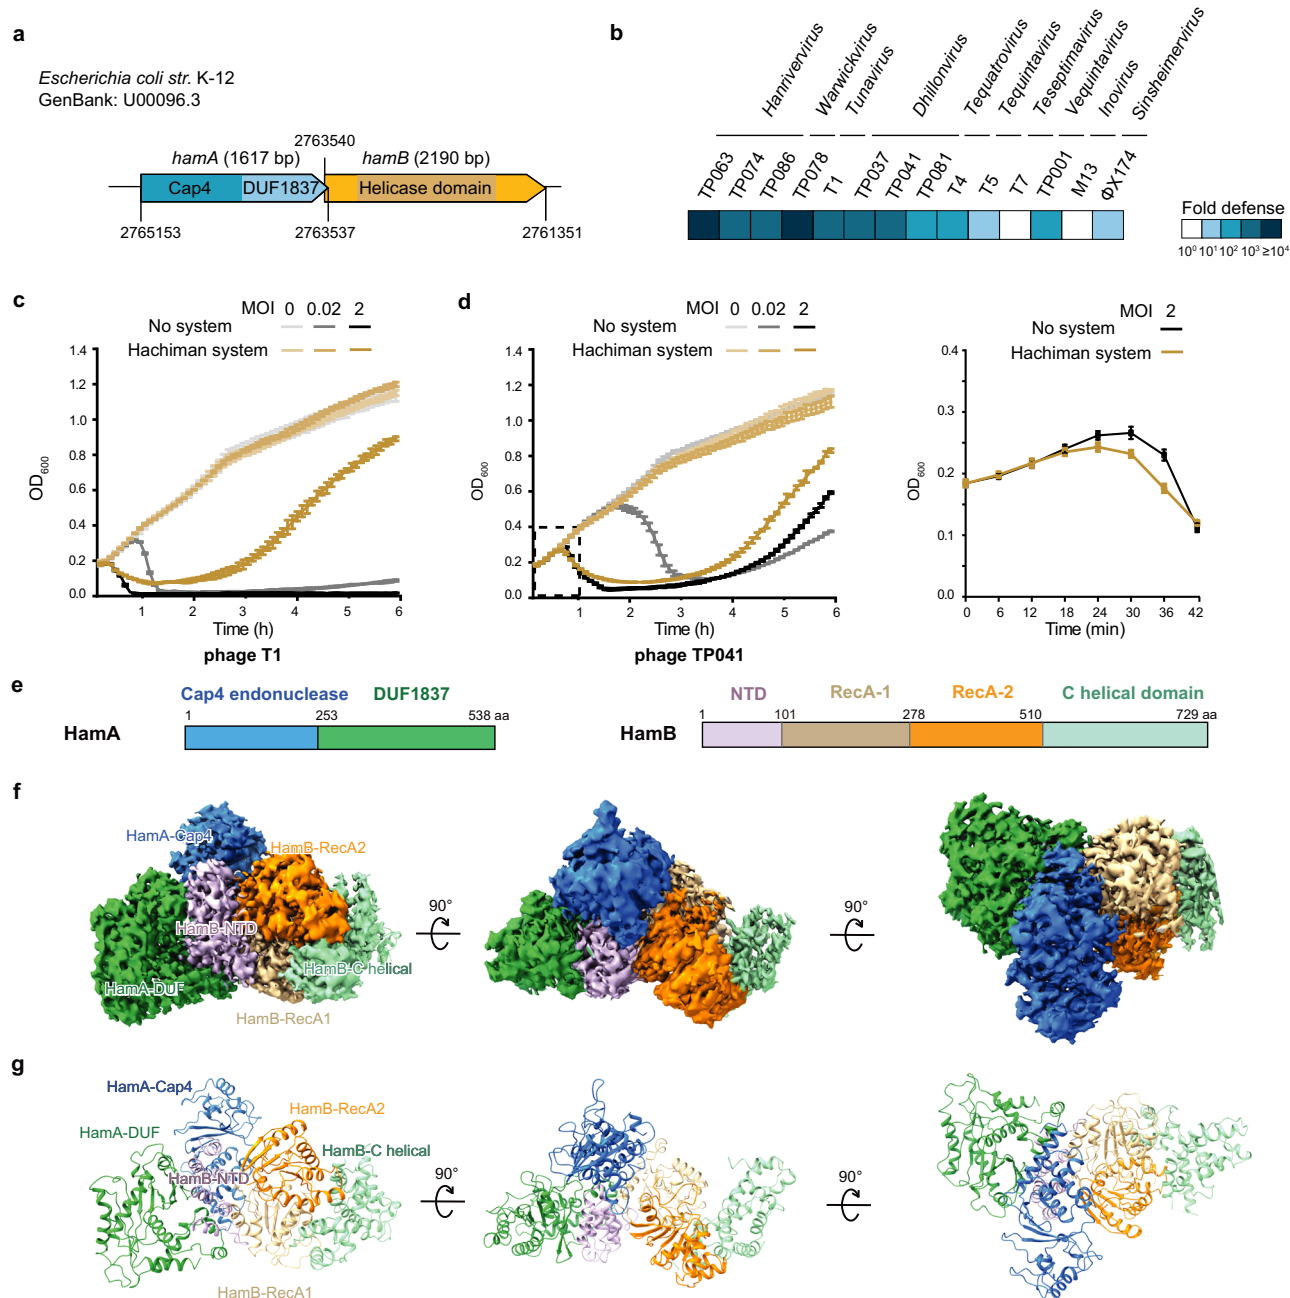 a
Escherichia coli str. K-12
GenBank: U00096.3
2763540
hamA (1617 bp)
hamB (2190 bp)
Cap4
DUF1837
Helicase domain
2765153
2763537
2761351
b
Hanrivervirus
Warwickvirus
Tunavirus
Dhillonvirus
Tequatrovirus
Tequintavirus
Teseptimavirus
Vequintavirus
Inovirus
Sinsheimervirus
TP063
TP074
TP086
TP078
T1
TP037
TP041
TP081
T4
T5
T7
TP001
M13
ΦX174
Fold defense
10⁰ 10¹ 10² 10³ ≥10⁴
c
MOI 0 0.02 2
No system
Hachiman system
OD600
1.4
1.2
1.0
0.8
0.6
0.4
0.2
0.0
1 2 3 4 5 6
Time (h)
phage T1
d
MOI 0 0.02 2
No system
Hachiman system
OD600
1.4
1.2
1.0
0.8
0.6
0.4
0.2
0.0
1 2 3 4 5 6
Time (h)
phage TP041
MOI 2
No system
Hachiman system
OD600
0.4
0.3
0.2
0.1
0.0
0 6 12 18 24 30 36 42
Time (min)
e
Cap4 endonuclease DUF1837
1 253 538 aa
HamA
NTD RecA-1 RecA-2 C helical domain
1 101 278 510 729 aa
HamB
f
HamA-Cap4
HamB-RecA2
HamB-NTD
HamB-C helical
HamA-DUF
HamB-RecA1
90°
90°
g
HamA-Cap4
HamB-RecA2
HamA-DUF
HamB-C helical
HamB-NTD
HamB-RecA1
90°
90°